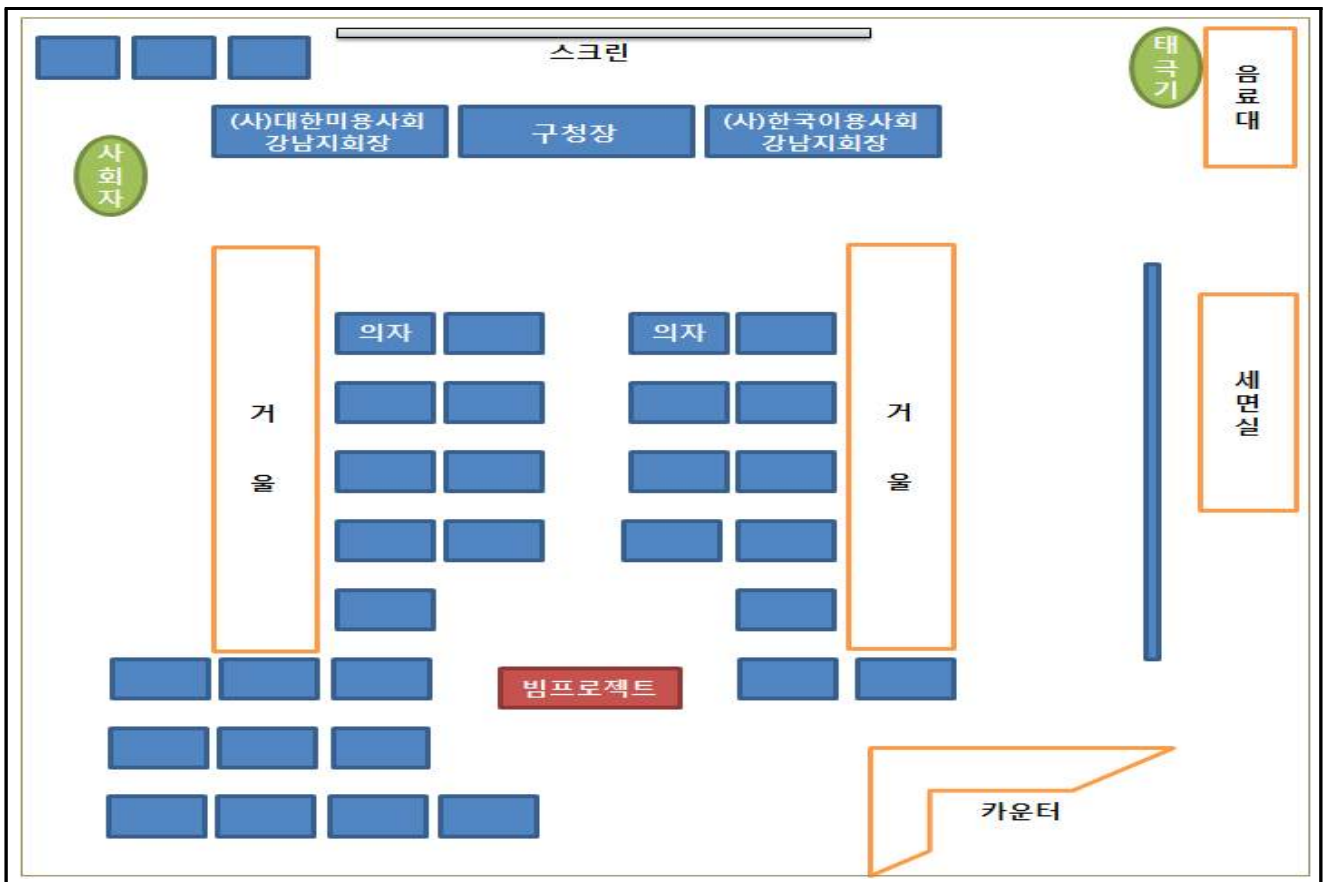 스크린
태극기
음료대
(사)대한미용사회
강남지회장
구청장
(사)한국이용사회
강남지회장
사회자
거울
의자
의자
거울
세면실
빔프로젝트
카운터